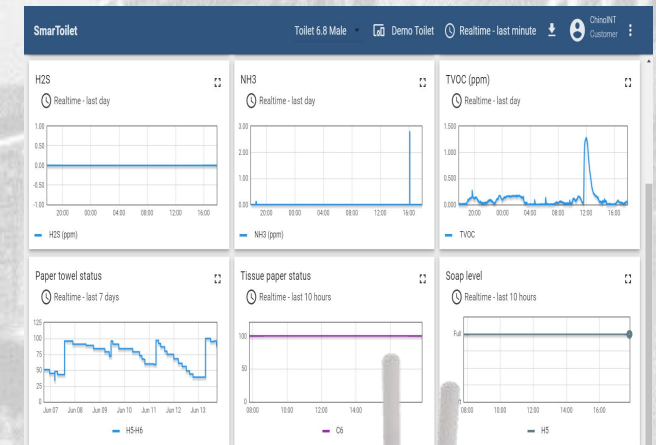 SmarToilet
Toilet 6.8 Male
Demo Toilet
Realtime - last minute
ChinoINT
Customer
H2S
Realtime - last day
1.00
0.50
0.00
-0.50
-1.00
20:00 00:00 04:00 08:00 12:00 16:00
H2S (ppm)
NH3
Realtime - last day
3.00
2.00
1.00
0.00
20:00 00:00 04:00 08:00 12:00 16:00
NH3 (ppm)
TVOC (ppm)
Realtime - last day
1.500
1.000
0.500
0.000
20:00 00:00 04:00 08:00 12:00 16:00
TVOC
Paper towel status
Realtime - last 7 days
125
100
75
50
25
0
Jun 07 Jun 08 Jun 09 Jun 10 Jun 11 Jun 12 Jun 13
H5-H6
Tissue paper status
Realtime - last 10 hours
100
50
0
08:00 10:00 12:00 14:00
C6
Soap level
Realtime - last 10 hours
Full
08:00 10:00 12:00 14:00 16:00
H5